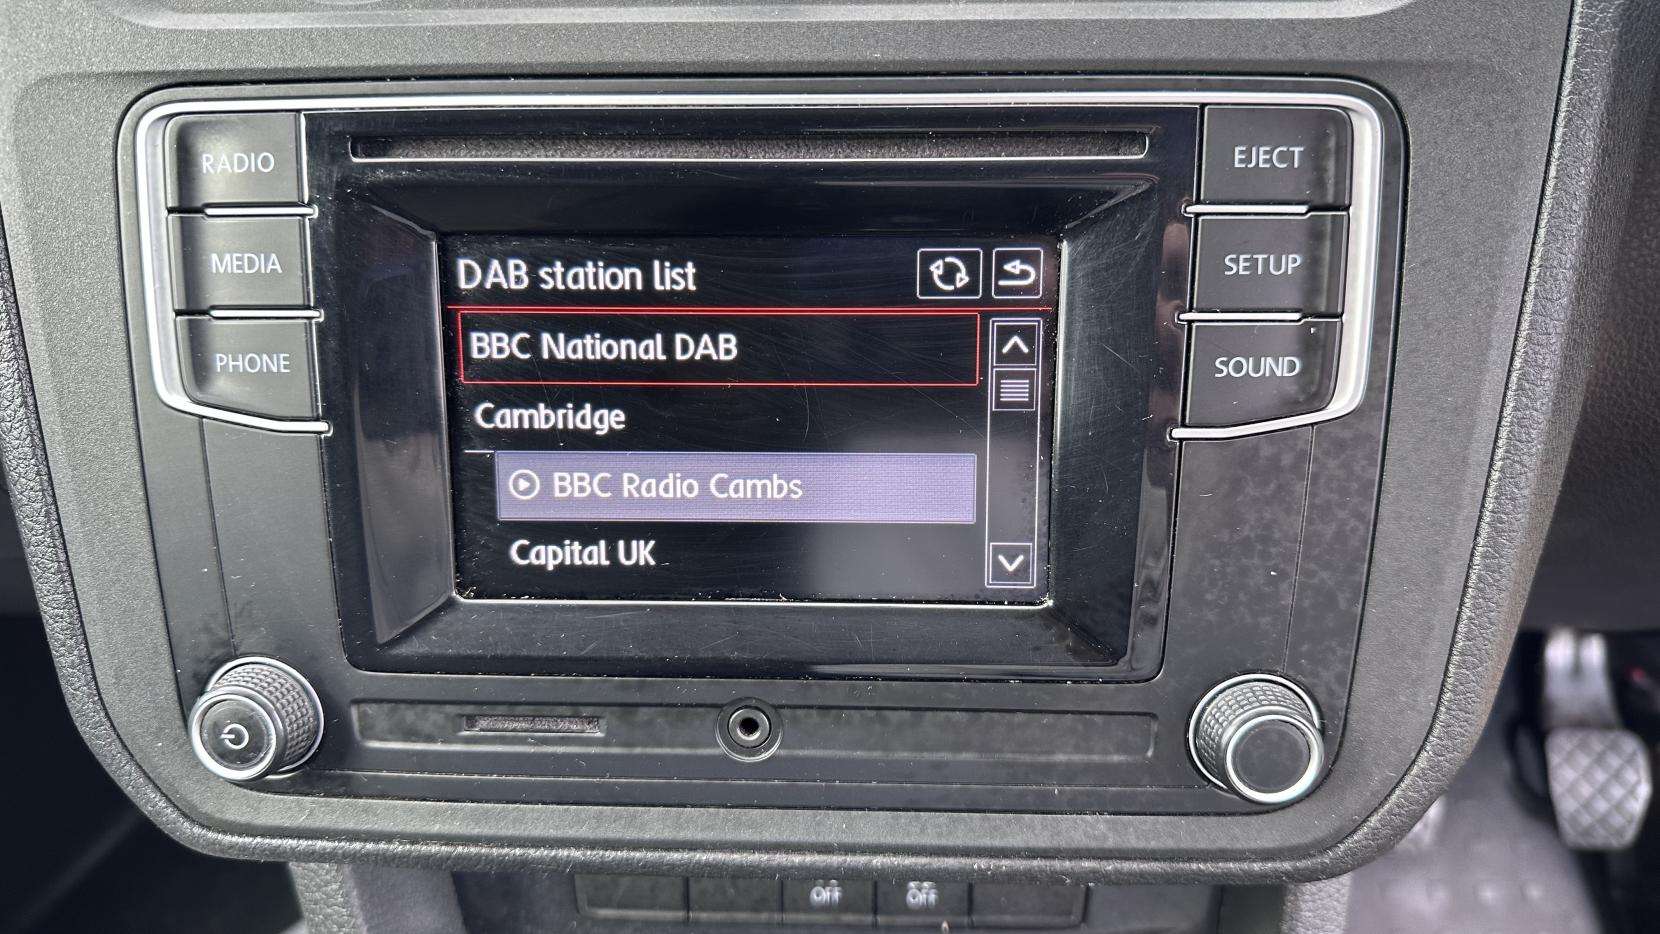 RADIO
MEDIA
PHONE
EJECT
SETUP
SOUND
DAB station list
BBC National DAB
Cambridge
BBC Radio Cambs
Capital UK
OFF
OFF